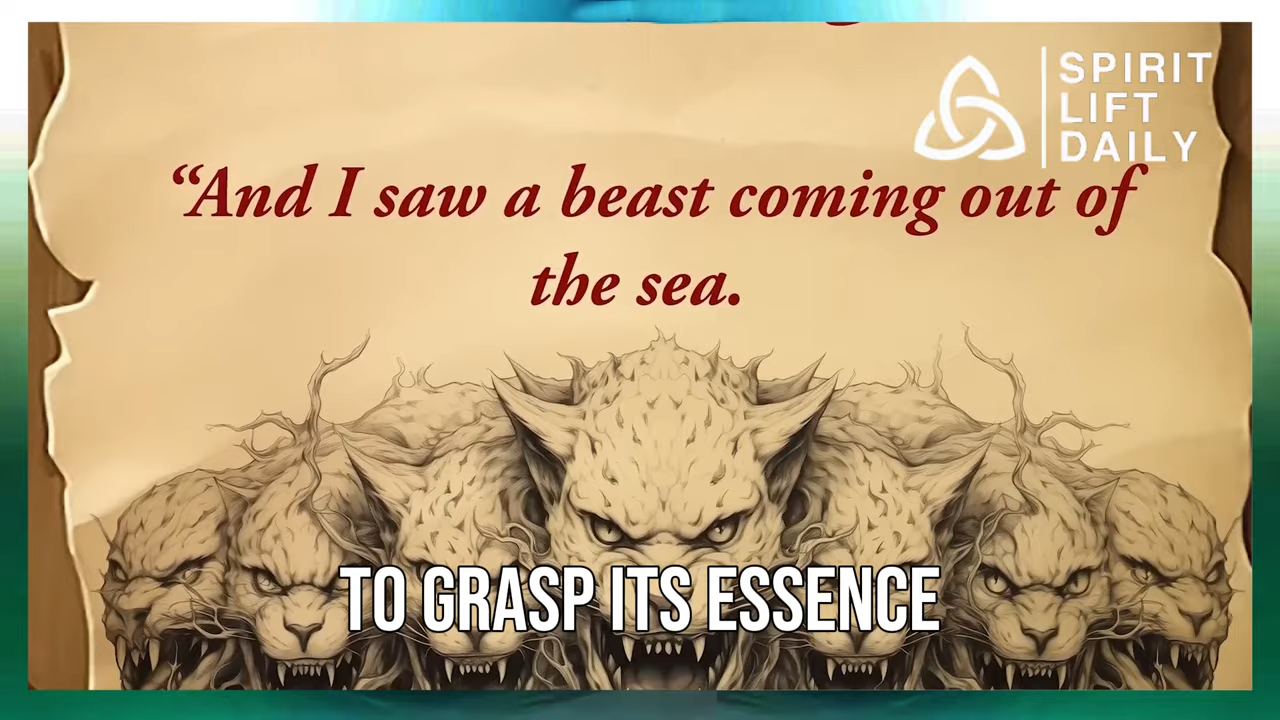 SPIRIT
LIFT
DAILY
“And I saw a beast coming out of
the sea.
TO GRASP ITS ESSENCE